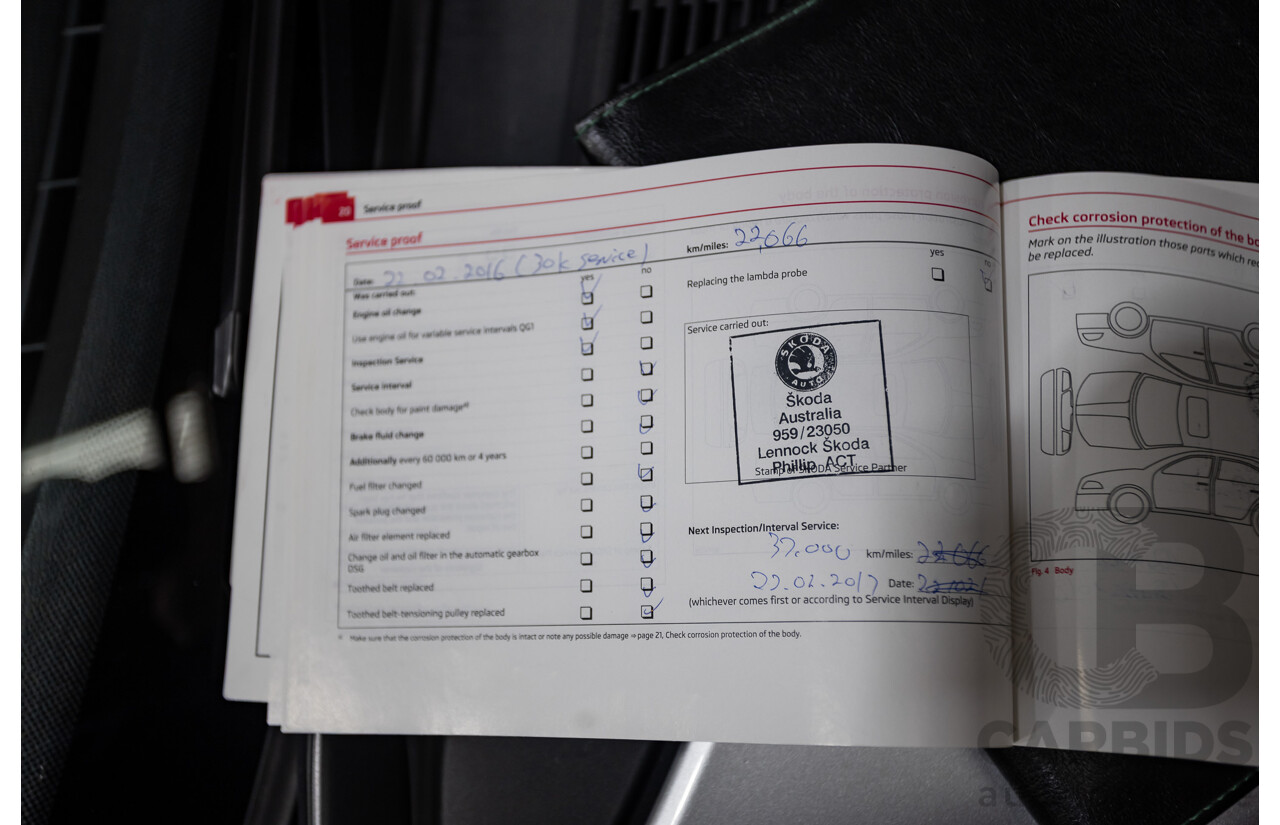 20 Service proof
Service proof
Date: 22 02.2016 (30k service)
km/miles: 22,066
yes no
yes no
Was carried out:
Replacing the lambda probe
Engine oil change
Use engine oil for variable service intervals QG1
Inspection Service
Service interval
Check body for paint damage
Brake fluid change
Additionally every 60 000 km or 4 years
Fuel filter changed
Spark plug changed
Air filter element replaced
Change oil and oil filter in the automatic gearbox
DSG
Toothed belt replaced
Toothed belt-tensioning pulley replaced
Service carried out:
ŠKODA
AUTO
Škoda
Australia
959/23050
Lennock Škoda
Phillip ACT
Stamp of ŠKODA Service Partner
Next Inspection/Interval Service:
37.000 km/miles: 22066
22.02.2017 Date:
(whichever comes first or according to Service Interval Display)
Make sure that the corrosion protection of the body is intact or note any possible damage ⇒ page 21, Check corrosion protection of the body.
Check corrosion protection of the
Mark on the illustration those parts which
be replaced.
Fig. 4 Body
CARBIDS